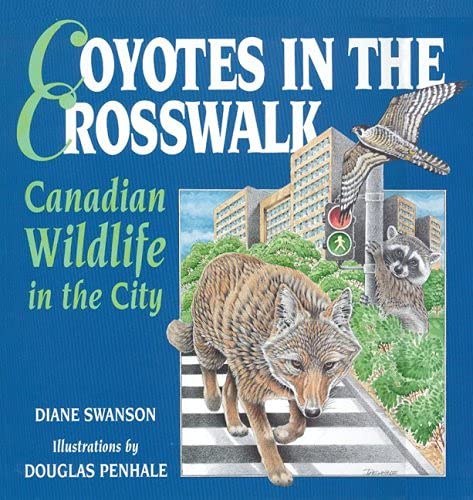 COYOTES IN THE
CROSSWALK
Canadian
Wildlife
in the City
DIANE SWANSON
Illustrations by
DOUGLAS PENHALE